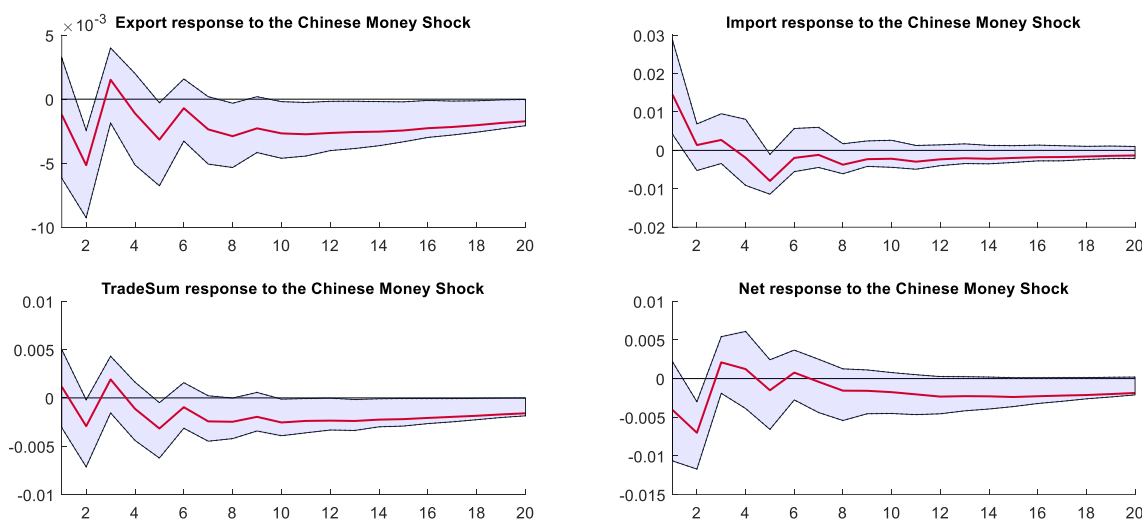 ×10-3 Export response to the Chinese Money Shock
5
0
-5
-10
2 4 6 8 10 12 14 16 18 20
Import response to the Chinese Money Shock
0.03
0.02
0.01
0
-0.01
-0.02
2 4 6 8 10 12 14 16 18 20
TradeSum response to the Chinese Money Shock
0.01
0.005
0
-0.005
-0.01
2 4 6 8 10 12 14 16 18 20
Net response to the Chinese Money Shock
0.01
0.005
0
-0.005
-0.01
-0.015
2 4 6 8 10 12 14 16 18 20